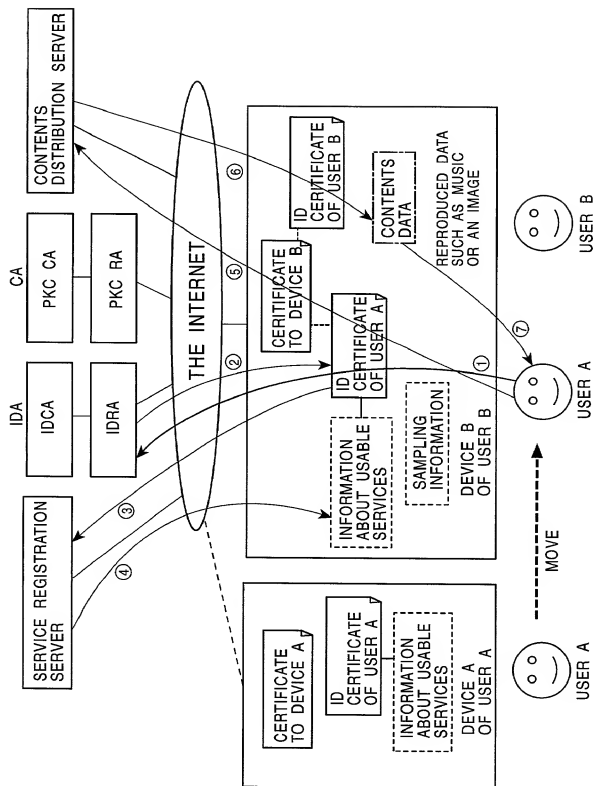 SERVICE REGISTRATION
SERVER
IDA
IDCA
IDRA
CA
PKC CA
PKC RA
CONTENTS
DISTRIBUTION SERVER
③
④
②
⑤
⑥
THE INTERNET
CERTIFICATE
TO DEVICE A
ID
CERTIFICATE
OF USER A
INFORMATION
ABOUT USABLE
SERVICES
DEVICE A
OF USER A
INFORMATION
ABOUT USABLE
SERVICES
SAMPLING
INFORMATION
DEVICE B
OF USER B
CERITIFICATE
TO DEVICE B
ID
CERTIFICATE
OF USER A
ID
CERTIFICATE
OF USER B
CONTENTS
DATA
REPRODUCED DATA
SUCH AS MUSIC
OR AN IMAGE
①
⑦
USER A
MOVE
USER A
USER B